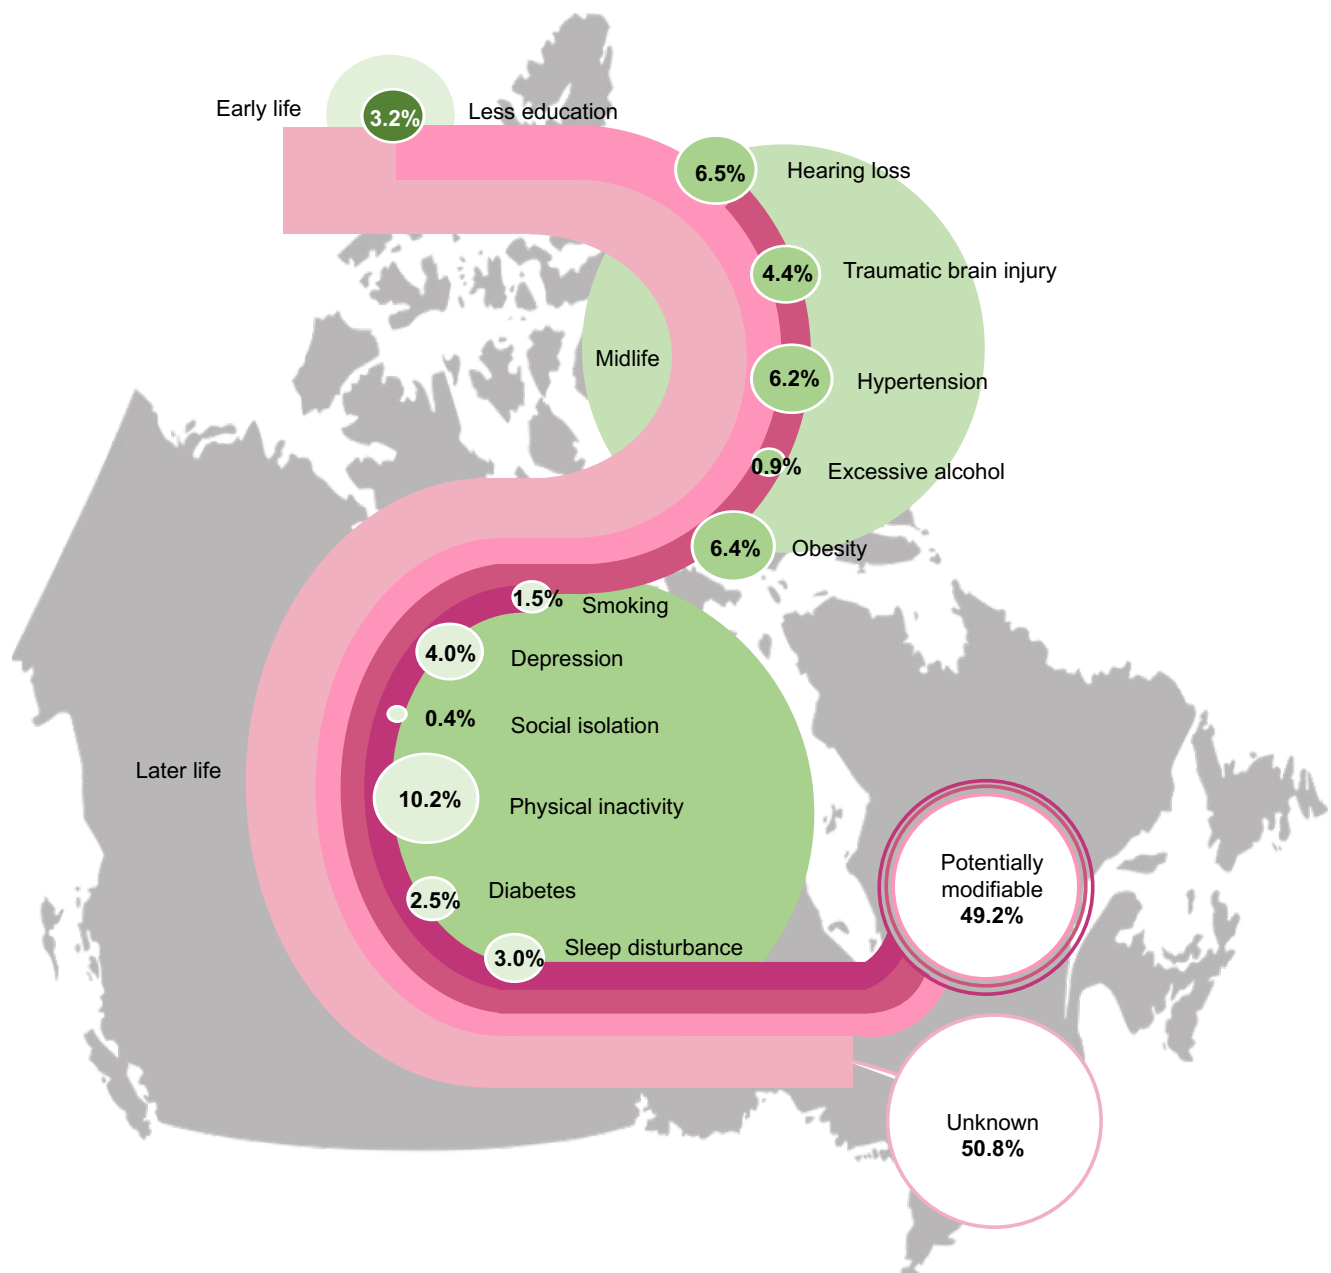 Early life
3.2%
Less education
6.5%
Hearing loss
4.4%
Traumatic brain injury
Midlife
6.2%
Hypertension
0.9%
Excessive alcohol
6.4%
Obesity
1.5%
Smoking
4.0%
Depression
0.4%
Social isolation
Later life
10.2%
Physical inactivity
2.5%
Diabetes
3.0%
Sleep disturbance
Potentially
modifiable
49.2%
Unknown
50.8%